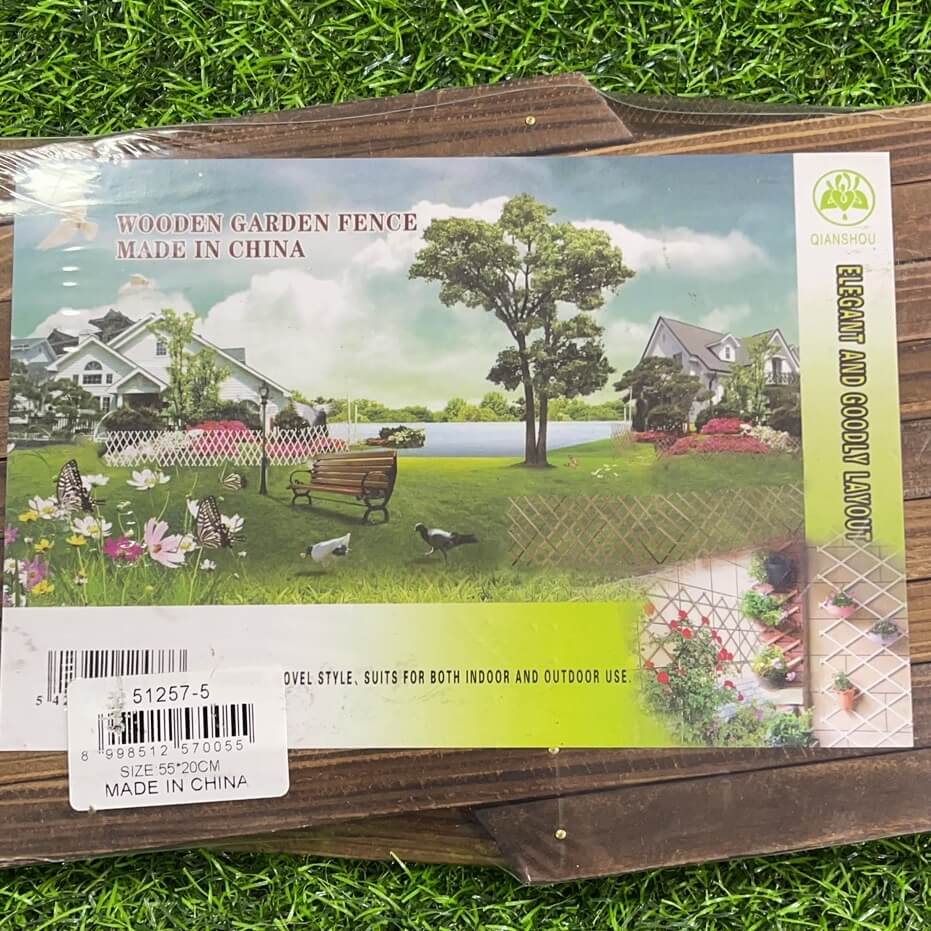 WOODEN GARDEN FENCE
MADE IN CHINA
QIANSHOU
ELEGANT AND GOODLY LAYOUT
STYLE, SUITS FOR BOTH INDOOR AND OUTDOOR USE.
51257-5
8 998512 570055
SIZE 55*20CM
MADE IN CHINA